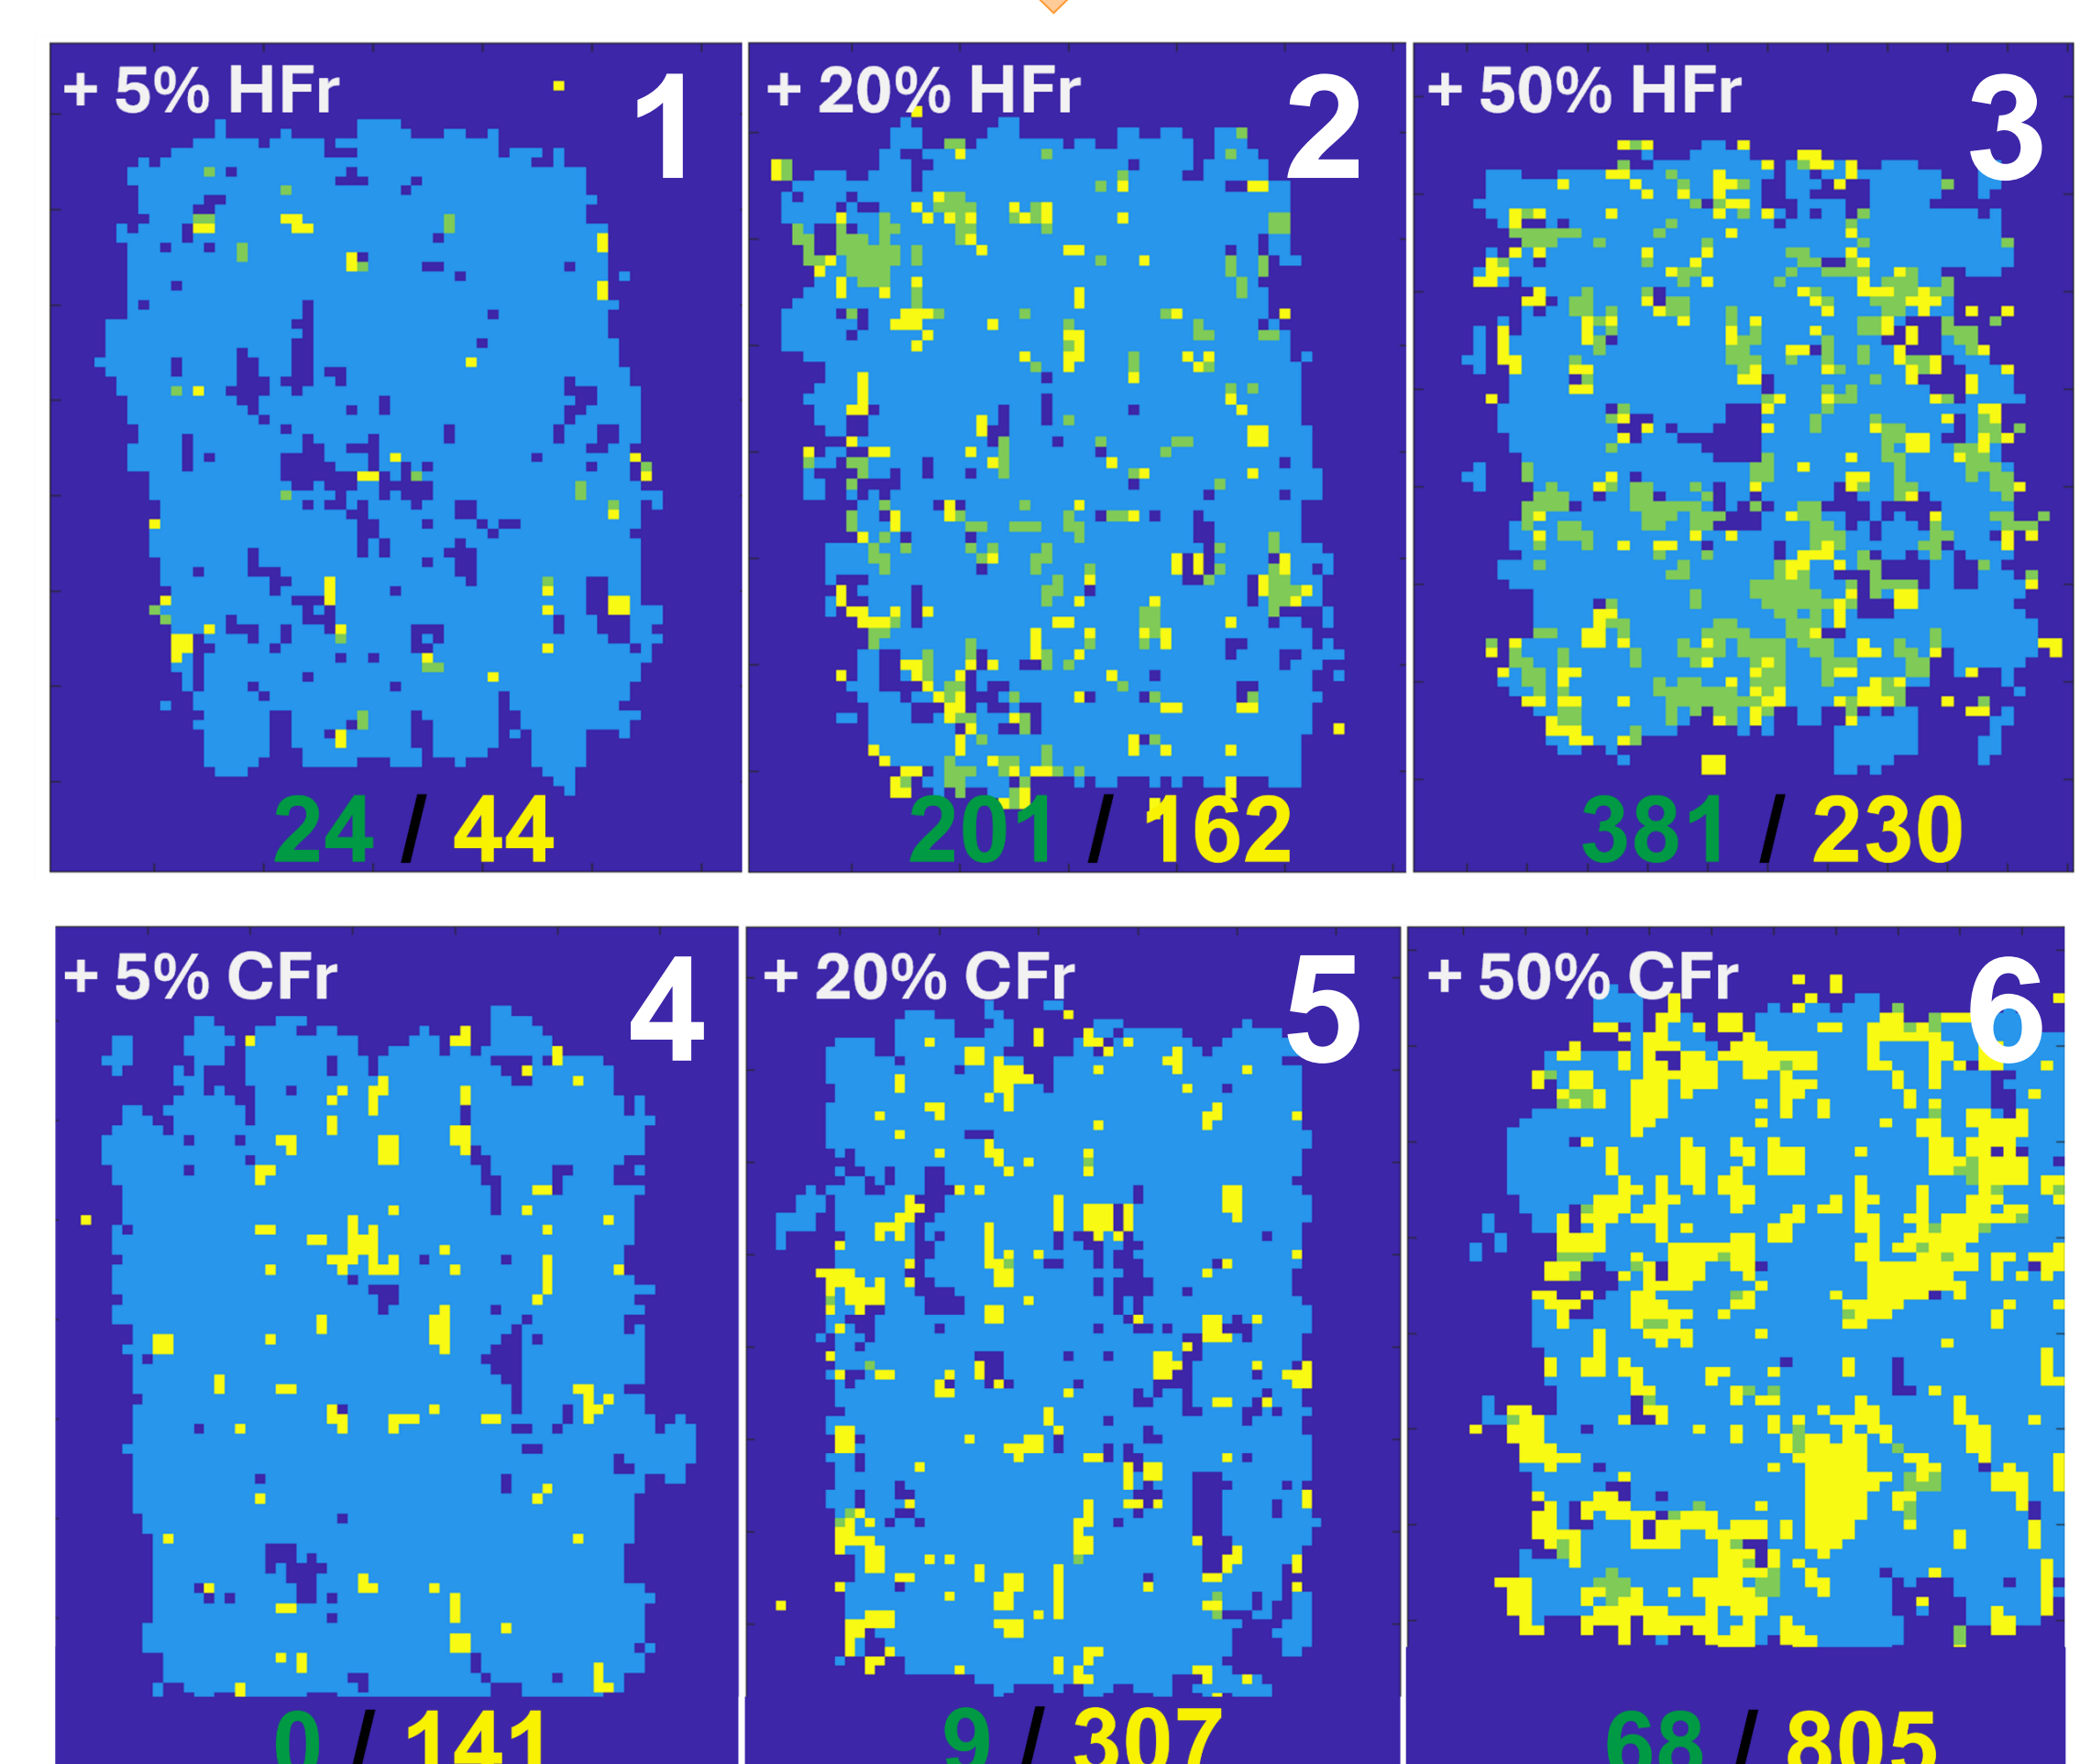 + 5% HFr 1
+ 20% HFr 2
+ 50% HFr 3
24 / 44
201 / 162
381 / 230
+ 5% CFr 4
+ 20% CFr 5
+ 50% CFr 6
0 / 141
9 / 307
68 / 805